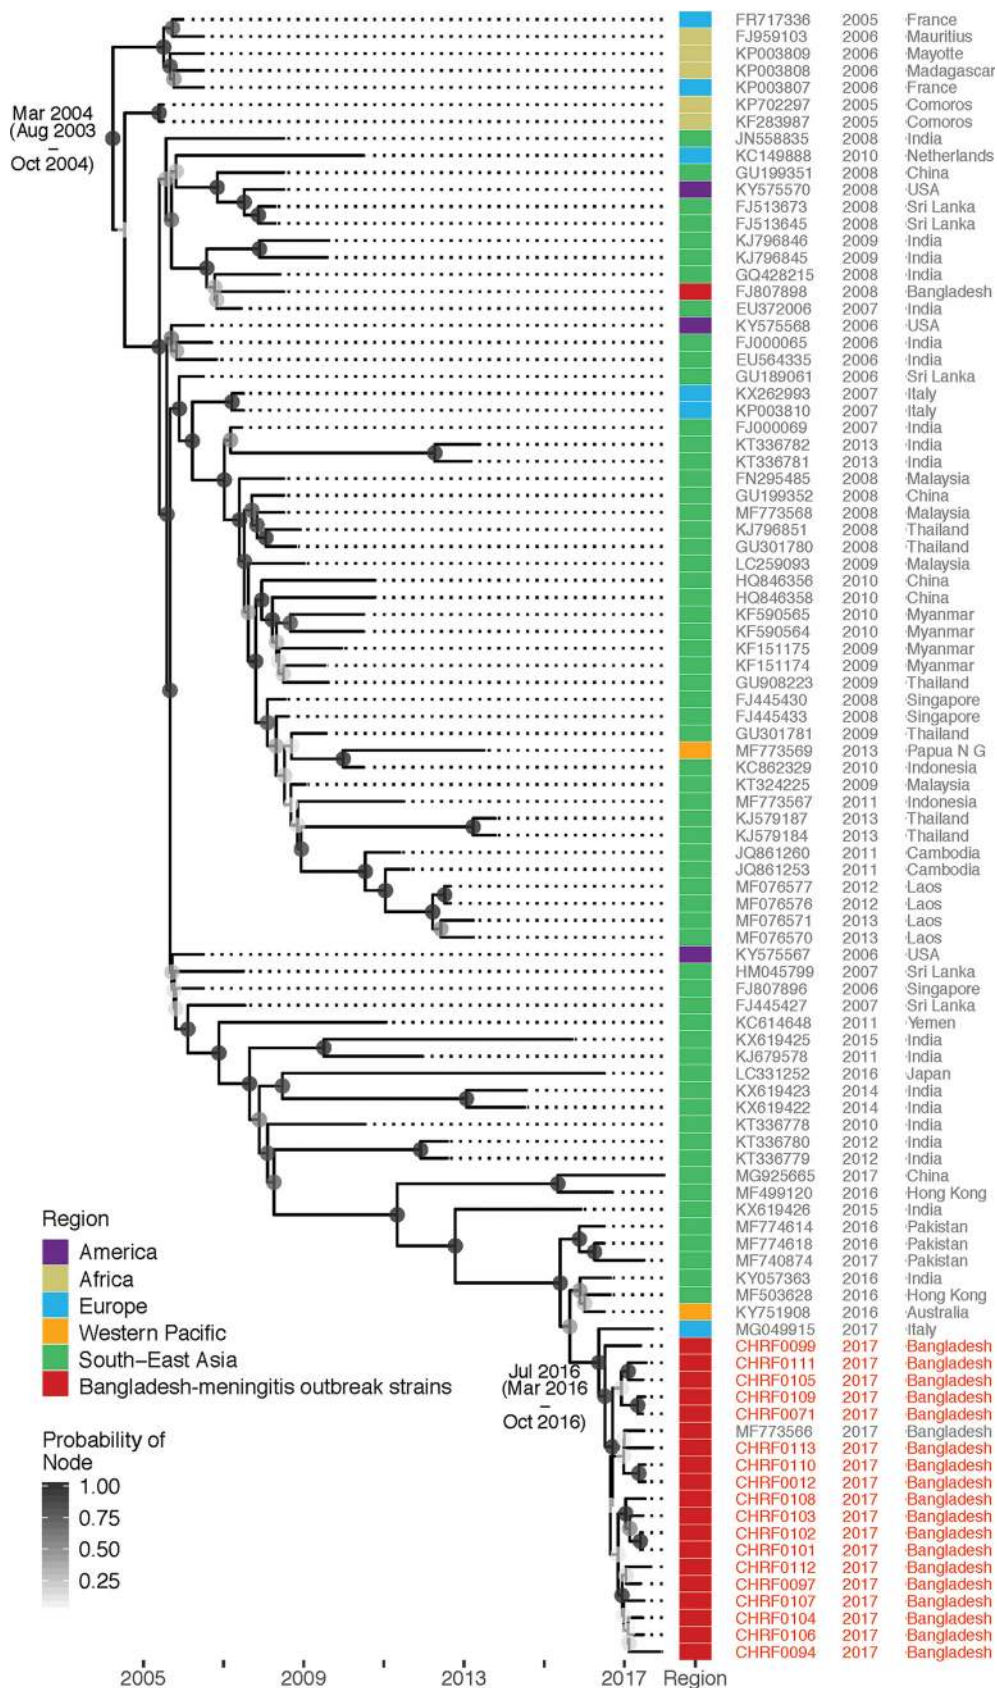 FR717336 2005 France
FJ959103 2006 Mauritius
KP003809 2006 Mayotte
KP003808 2006 Madagascar
KP003807 2006 France
KP702297 2005 Comoros
KF283987 2005 Comoros
JN558835 2008 India
KC149888 2010 Netherlands
GU199351 2008 China
KY575570 2008 USA
FJ513673 2008 Sri Lanka
FJ513645 2008 Sri Lanka
KJ796846 2009 India
KJ796845 2009 India
GQ428215 2008 India
FJ807898 2008 Bangladesh
EU372006 2007 India
KY575568 2006 USA
FJ000065 2006 India
EU564335 2006 India
GU189061 2006 Sri Lanka
KX262993 2007 Italy
KP003810 2007 Italy
FJ000069 2007 India
KT336782 2013 India
KT336781 2013 India
FN295485 2008 Malaysia
GU199352 2008 China
MF773568 2008 Malaysia
KJ796851 2008 Thailand
GU301780 2008 Thailand
LC259093 2009 Malaysia
HQ846356 2010 China
HQ846358 2010 China
KF590565 2010 Myanmar
KF590564 2010 Myanmar
KF151175 2009 Myanmar
KF151174 2009 Myanmar
GU908223 2009 Thailand
FJ445430 2008 Singapore
FJ445433 2008 Singapore
GU301781 2009 Thailand
MF773569 2013 Papua N G
KC862329 2010 Indonesia
KT324225 2009 Malaysia
MF773567 2011 Indonesia
KJ579187 2013 Thailand
KJ579184 2013 Thailand
JQ861260 2011 Cambodia
JQ861253 2011 Cambodia
MF076577 2012 Laos
MF076576 2012 Laos
MF076571 2013 Laos
MF076570 2013 Laos
KY575567 2006 USA
HM045799 2007 Sri Lanka
FJ807896 2006 Singapore
FJ445427 2007 Sri Lanka
KC614648 2011 Yemen
KX619425 2015 India
KJ679578 2011 India
LC331252 2016 Japan
KX619423 2014 India
KX619422 2014 India
KT336778 2010 India
KT336780 2012 India
KT336779 2012 India
MG925665 2017 China
MF499120 2016 Hong Kong
KX619426 2015 India
MF774614 2016 Pakistan
MF774618 2016 Pakistan
MF740874 2017 Pakistan
KY057363 2016 India
MF503628 2016 Hong Kong
KY751908 2016 Australia
MG049915 2017 Italy
CHRF0099 2017 Bangladesh
CHRF0111 2017 Bangladesh
CHRF0105 2017 Bangladesh
CHRF0109 2017 Bangladesh
CHRF0071 2017 Bangladesh
MF773566 2017 Bangladesh
CHRF0113 2017 Bangladesh
CHRF0110 2017 Bangladesh
CHRF0012 2017 Bangladesh
CHRF0108 2017 Bangladesh
CHRF0103 2017 Bangladesh
CHRF0102 2017 Bangladesh
CHRF0101 2017 Bangladesh
CHRF0112 2017 Bangladesh
CHRF0097 2017 Bangladesh
CHRF0107 2017 Bangladesh
CHRF0104 2017 Bangladesh
CHRF0106 2017 Bangladesh
CHRF0094 2017 Bangladesh
Mar 2004
(Aug 2003
–
Oct 2004)
Jul 2016
(Mar 2016
–
Oct 2016)
Region
America
Africa
Europe
Western Pacific
South–East Asia
Bangladesh-meningitis outbreak strains
Probability of
Node
1.00
0.75
0.50
0.25
2005 2009 2013 2017 Region